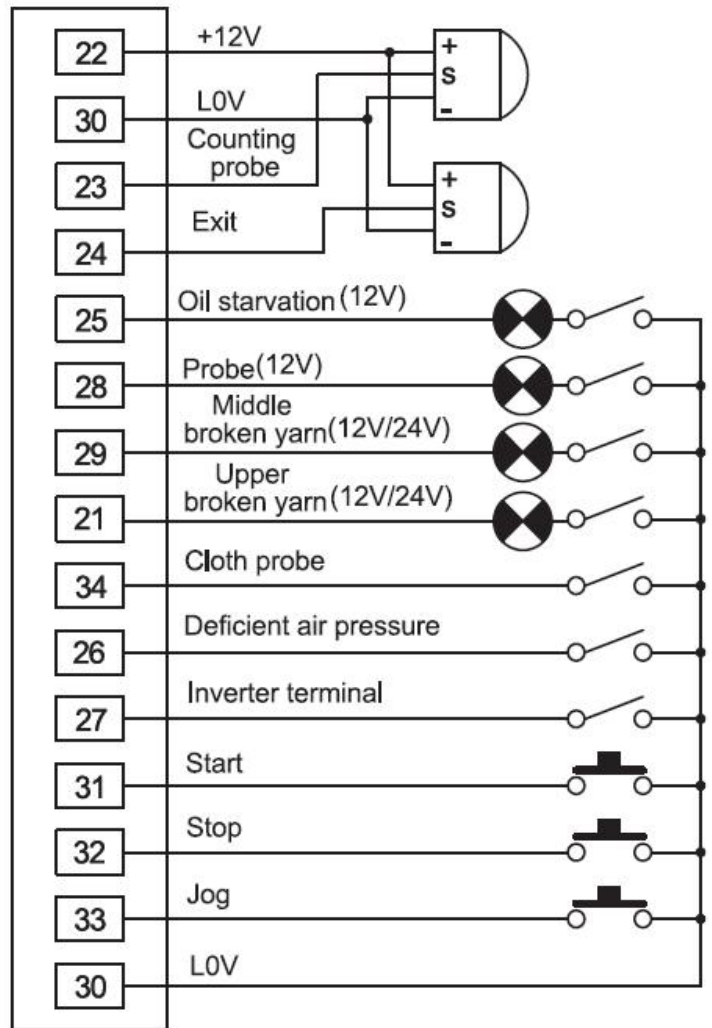 22 +12V
+
S
-
30 L0V
23 Counting
probe
+
S
-
24 Exit
25 Oil starvation (12V)
28 Probe(12V)
29 Middle
broken yarn(12V/24V)
21 Upper
broken yarn(12V/24V)
34 Cloth probe
26 Deficient air pressure
27 Inverter terminal
31 Start
32 Stop
33 Jog
30 L0V